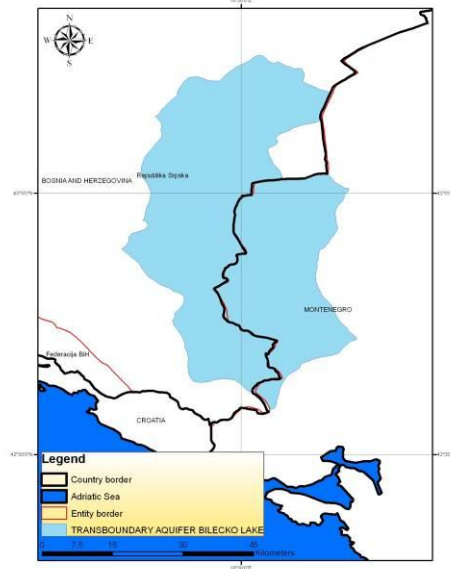 N
W E
S
BOSNIA AND HERZEGOVINA
Republika Srpska
MONTENEGRO
Federacija BiH
CROATIA
Legend
Country border
Adriatic Sea
Entity border
TRANSBOUNDARY AQUIFER BILECKO LAKE
0 7.5 15 30 45
Kilometers